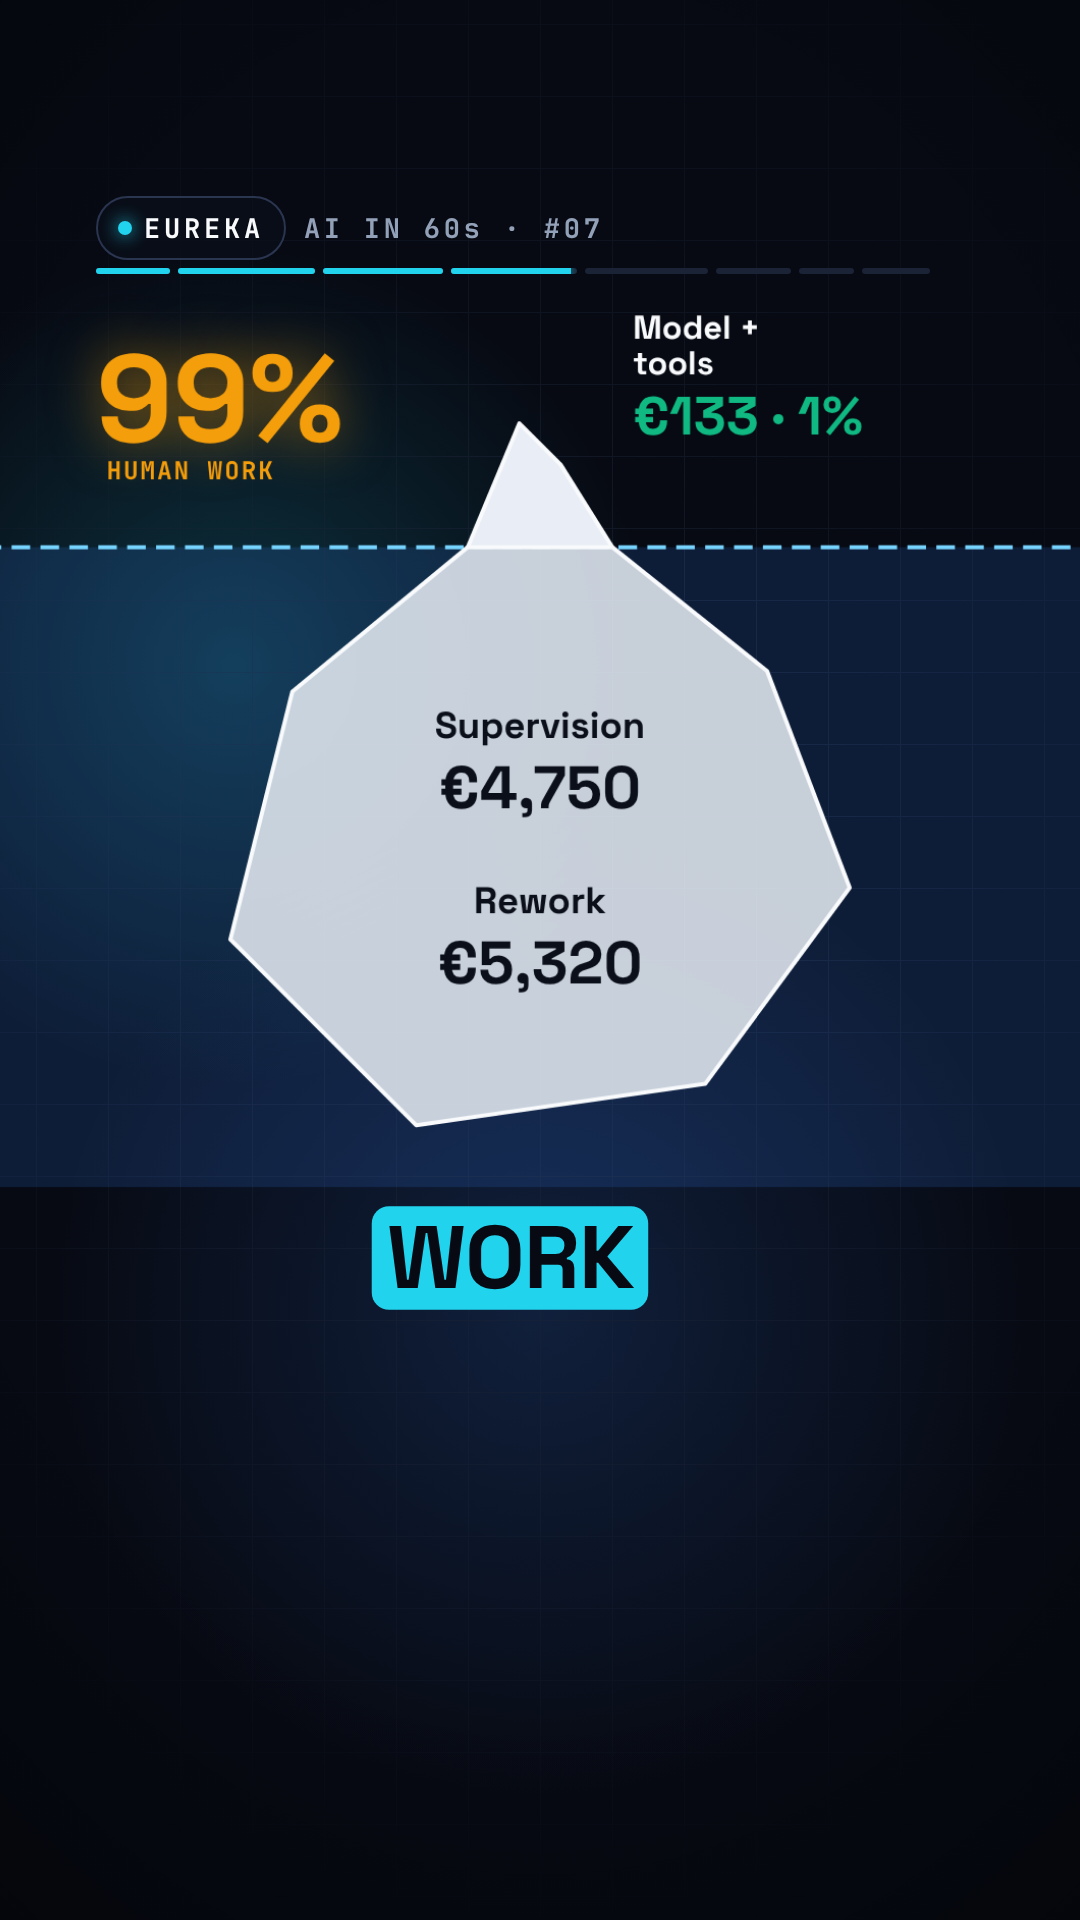 EUREKA AI IN 60s · #07
Model +
tools
€133 · 1%
99%
HUMAN WORK
Supervision
€4,750
Rework
€5,320
WORK